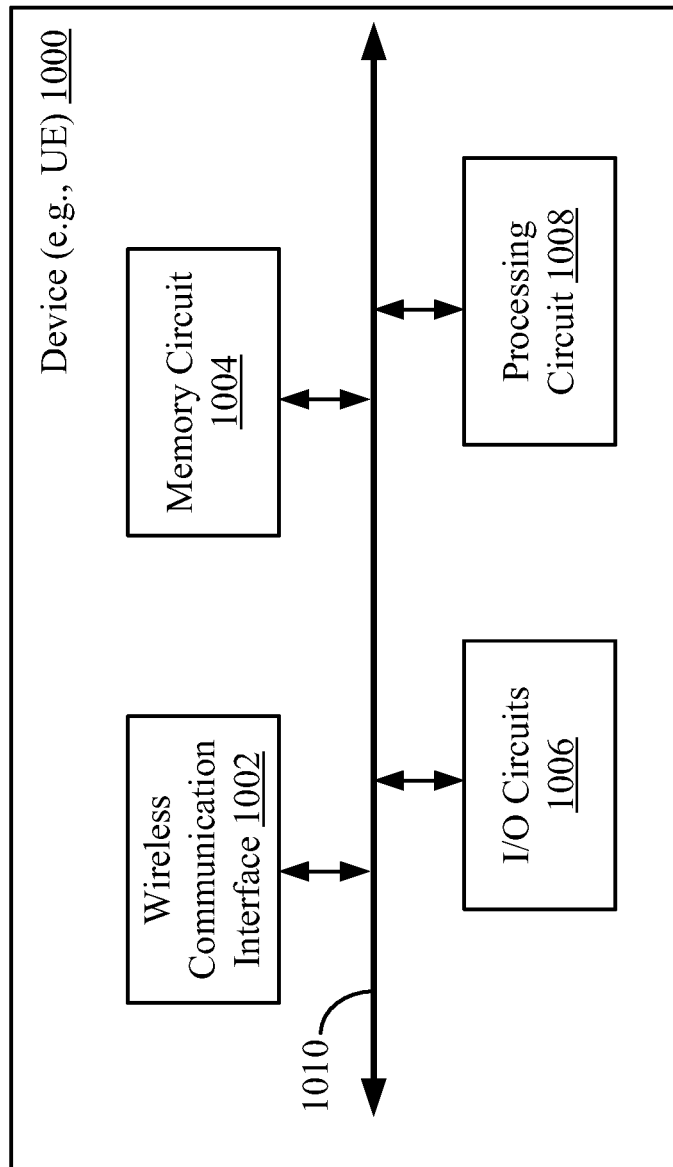 Device (e.g., UE) 1000
Wireless
Communication
Interface 1002
Memory Circuit
1004
1010
I/O Circuits
1006
Processing
Circuit 1008